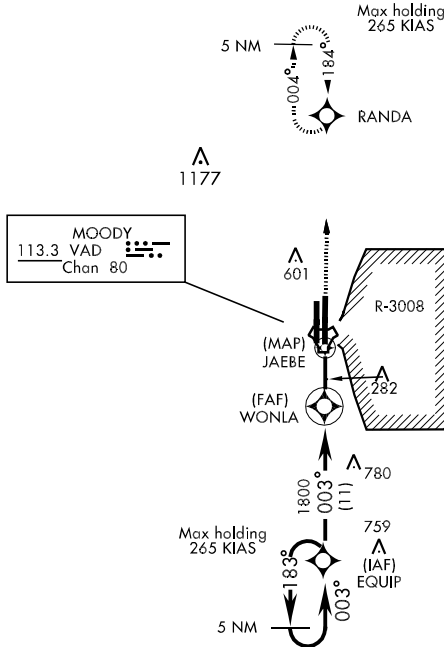 Max holding
265 KIAS
5 NM
004°
184°
RANDA
1177
MOODY
113.3 VAD
Chan 80
601
R-3008
(MAP)
JAEBE
282
(FAF)
WONLA
1800
003°
(11)
780
759
Max holding
265 KIAS
(IAF)
EQUIP
183°
003°
5 NM